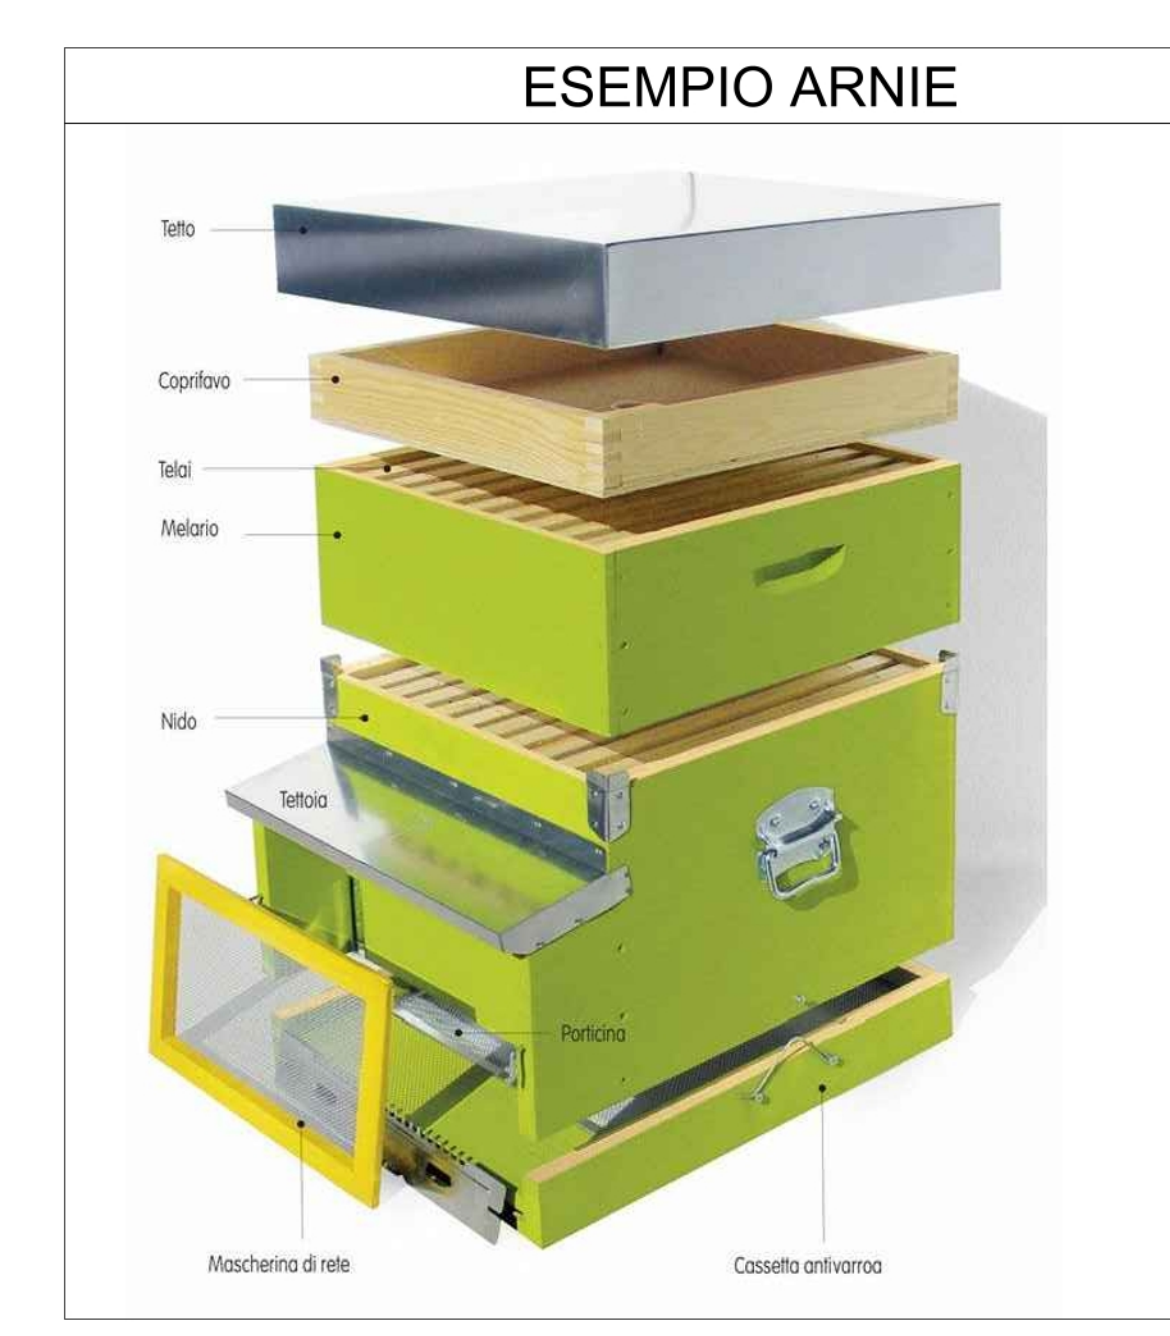 ESEMPIO ARNIE
Tetto
Coprifavo
Telai
Melario
Nido
Tettoia
Porticina
Mascherina di rete
Cassetta antivarroa